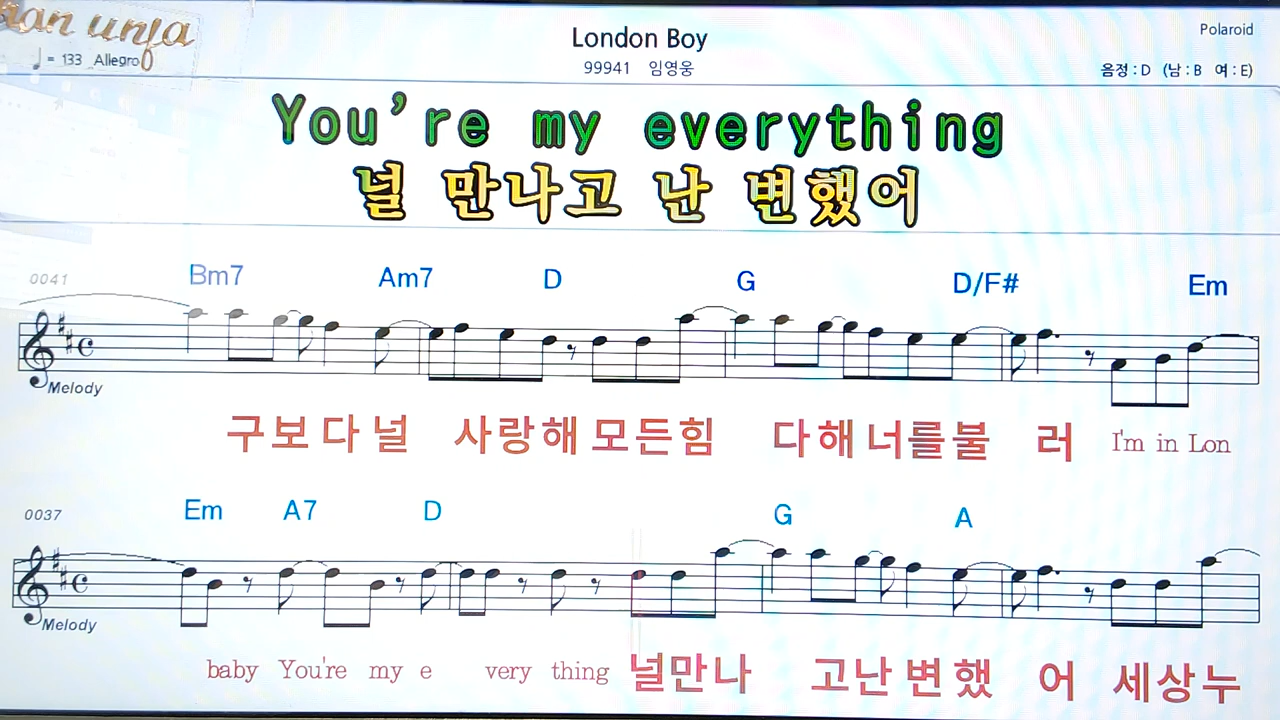 London Boy
Polaroid
♩= 133 Allegro
99941 임영웅
음정 : D (남 : B 여 : E)
You're my everything
널 만나고 난 변했어
0041 Bm7 Am7 D G D/F# Em
Melody
구보다널 사랑해모든힘 다해너를불 러 I'm in Lon
0037 Em A7 D G A
Melody
baby You're my e very thing 널만나 고난변했 어 세상누